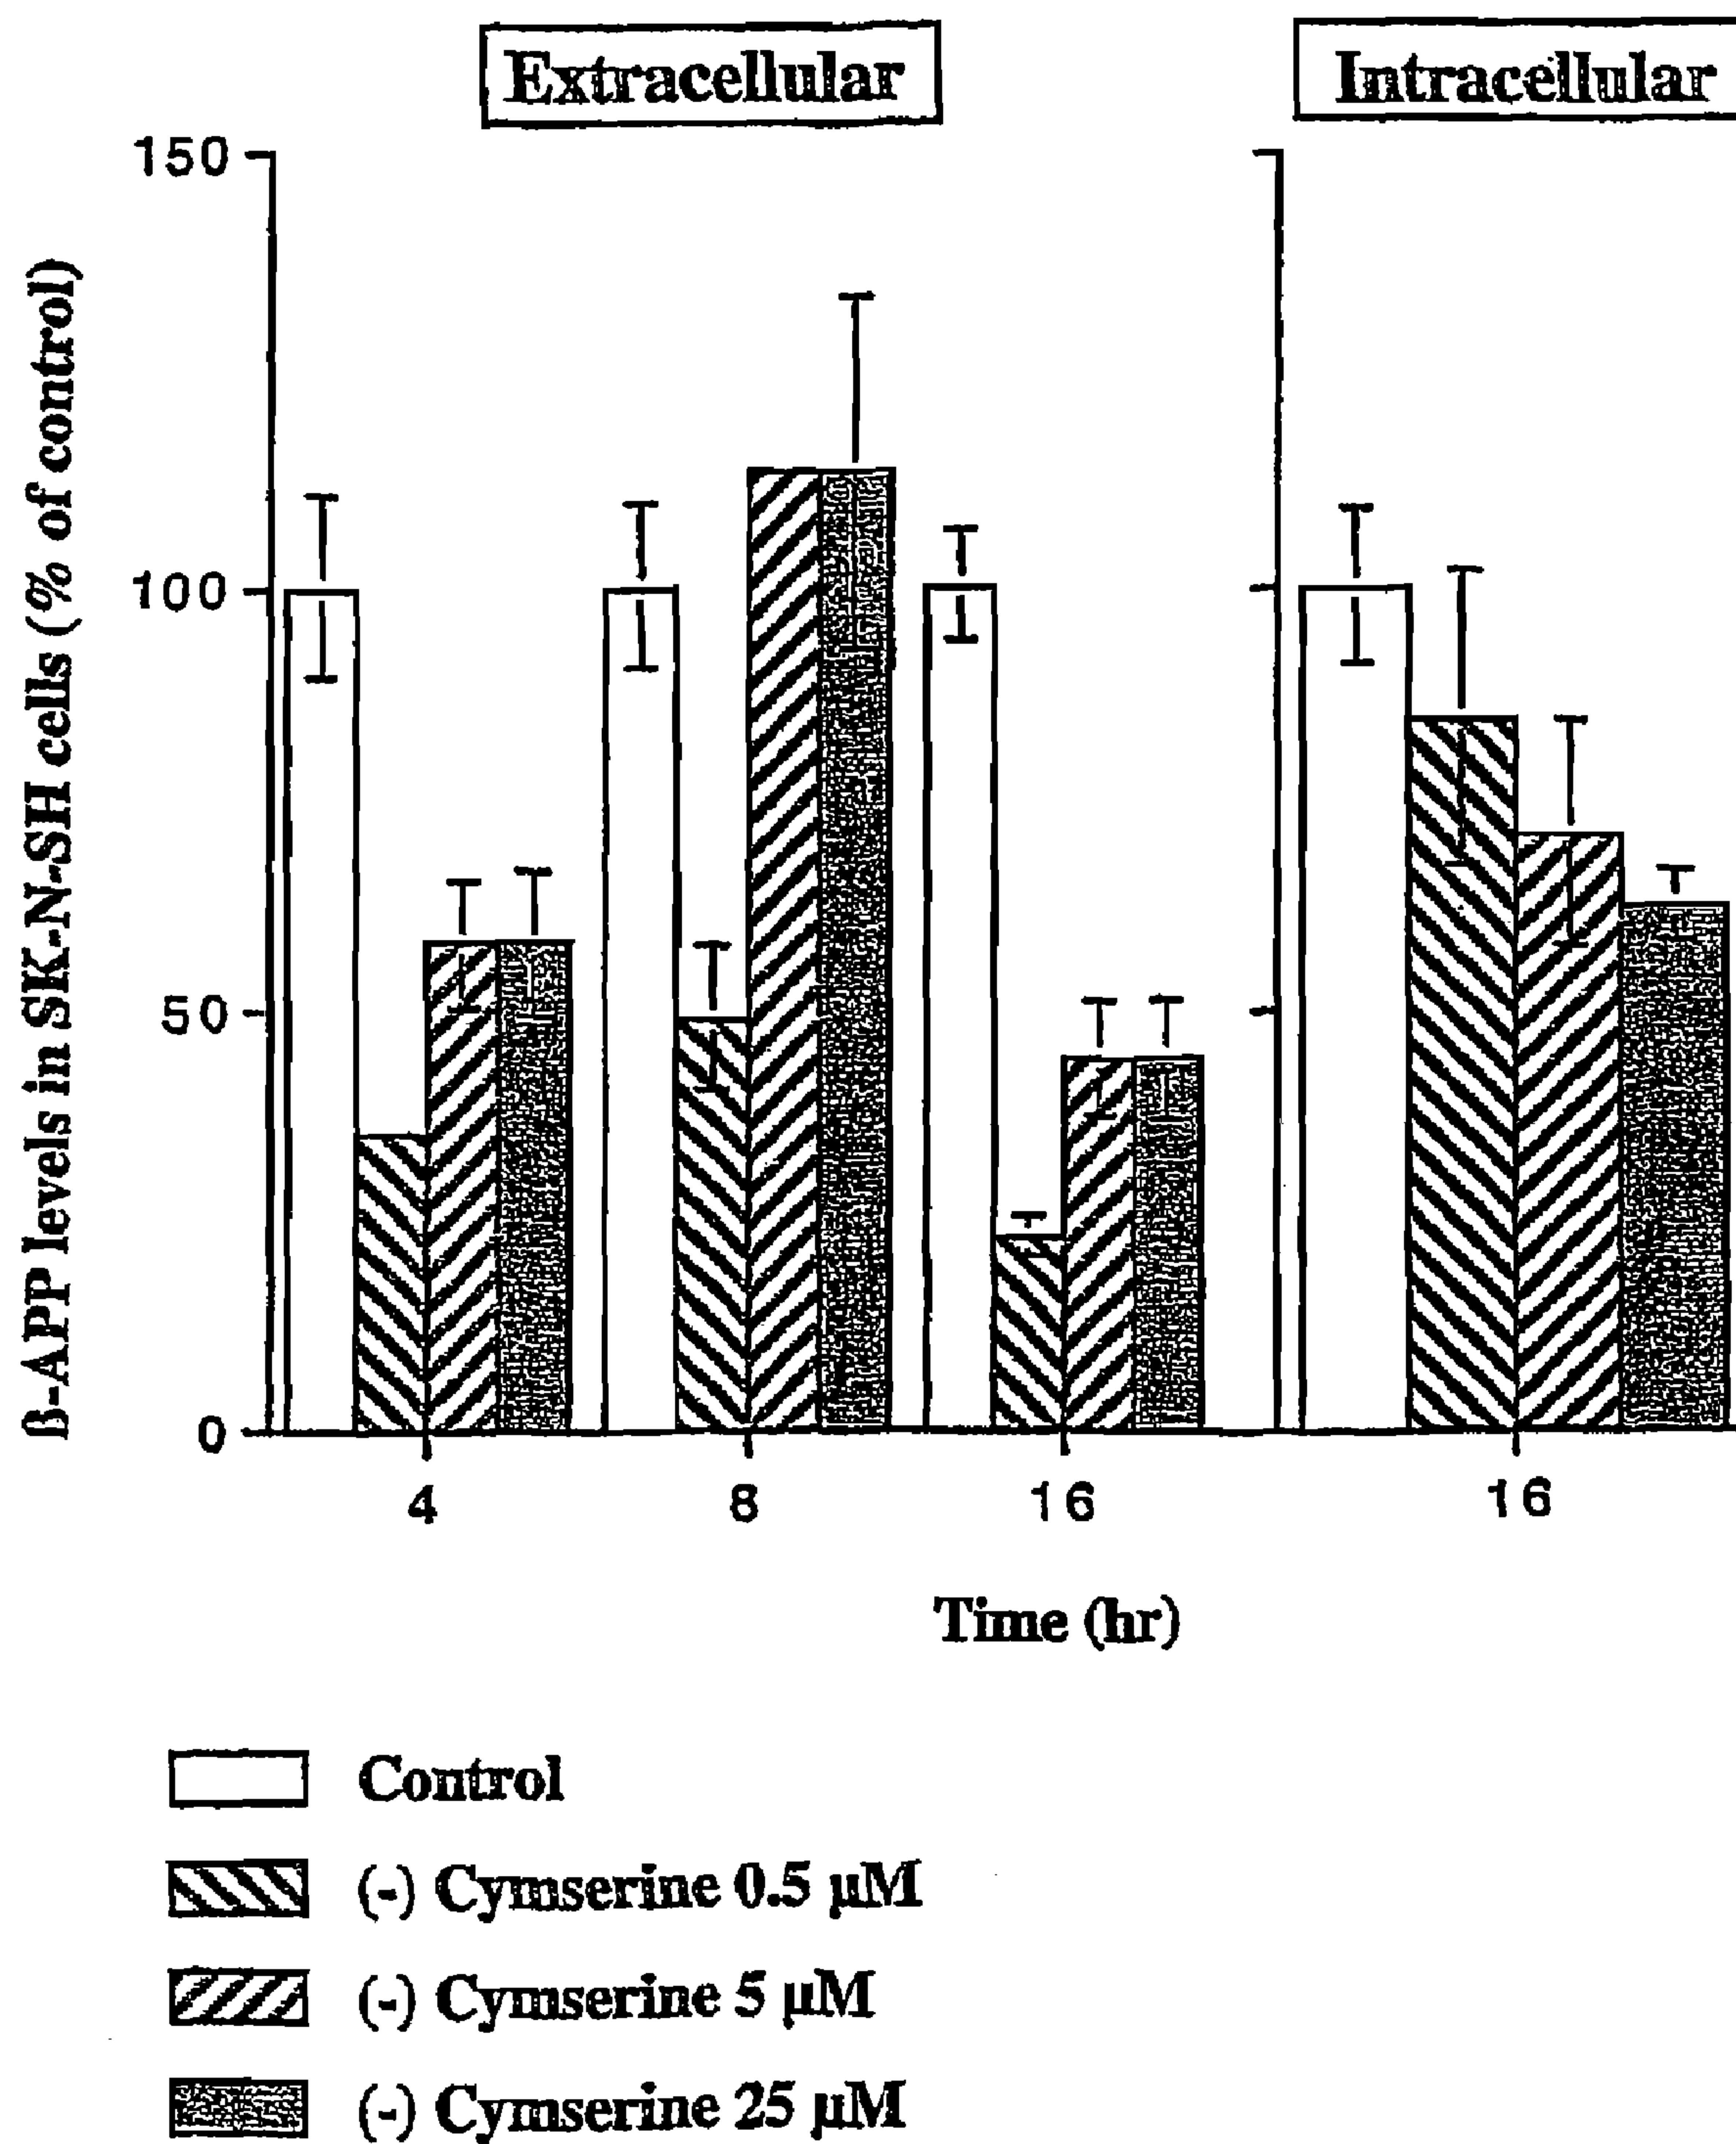 Extracellular
Intracellular
150
100
50
0
β-APP levels in SK-N-SH cells (% of control)
4
8
16
16
Time (hr)
Control
(-) Cymserine 0.5 µM
(-) Cymserine 5 µM
(-) Cymserine 25 µM